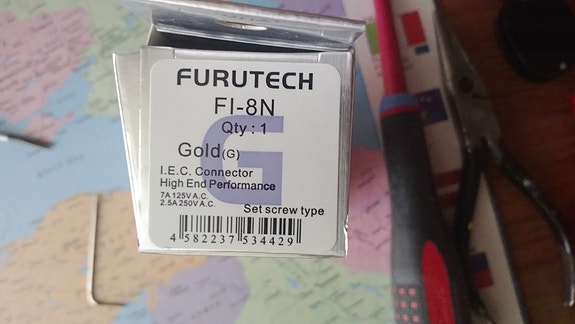 FURUTECH
FI-8N
Qty : 1
G
Gold(G)
I.E.C. Connector
High End Performance
7A 125V A.C.
2.5A 250V A.C.
Set screw type
4 582237 534429